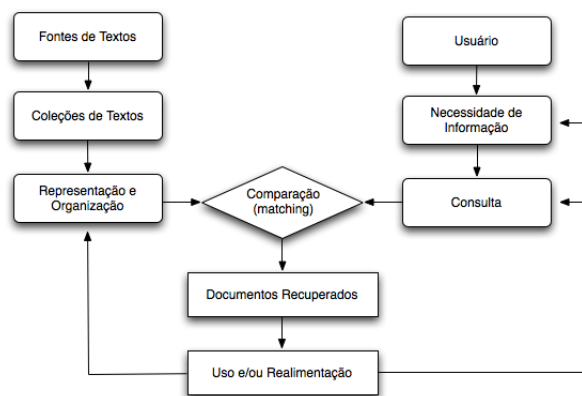 Fontes de Textos
Coleções de Textos
Representação e
Organização
Usuário
Necessidade de
Informação
Consulta
Comparação
(matching)
Documentos Recuperados
Uso e/ou Realimentação